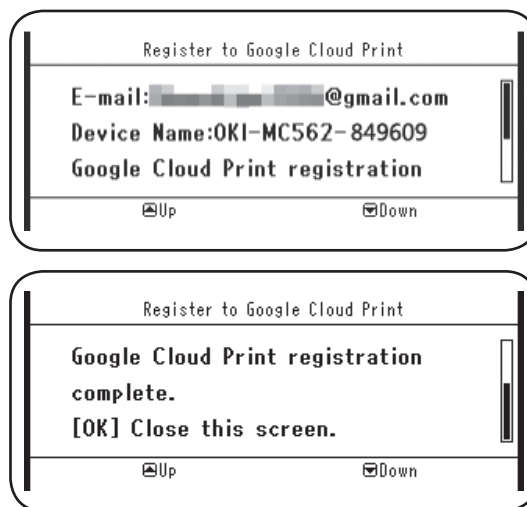 Register to Google Cloud Print
E-mail: @gmail.com
Device Name:OKI-MC562-849609
Google Cloud Print registration
Up Down
Register to Google Cloud Print
Google Cloud Print registration
complete.
[OK] Close this screen.
Up Down